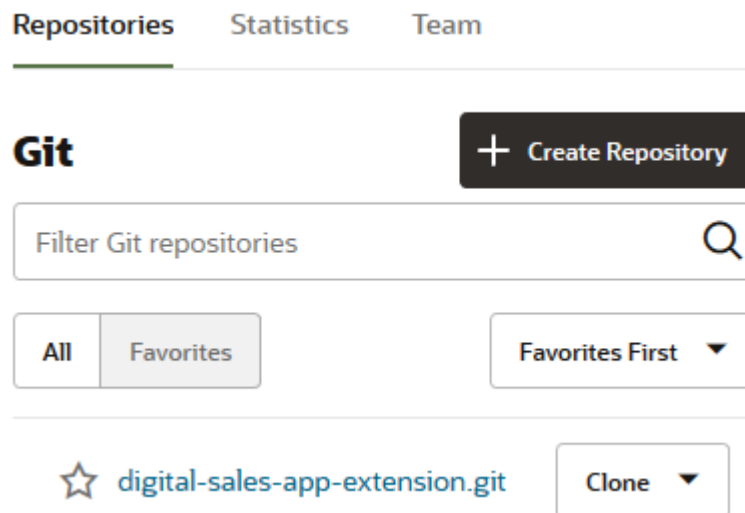 Repositories Statistics Team
Git
+ Create Repository
Filter Git repositories
All Favorites Favorites First
digital-sales-app-extension.git Clone